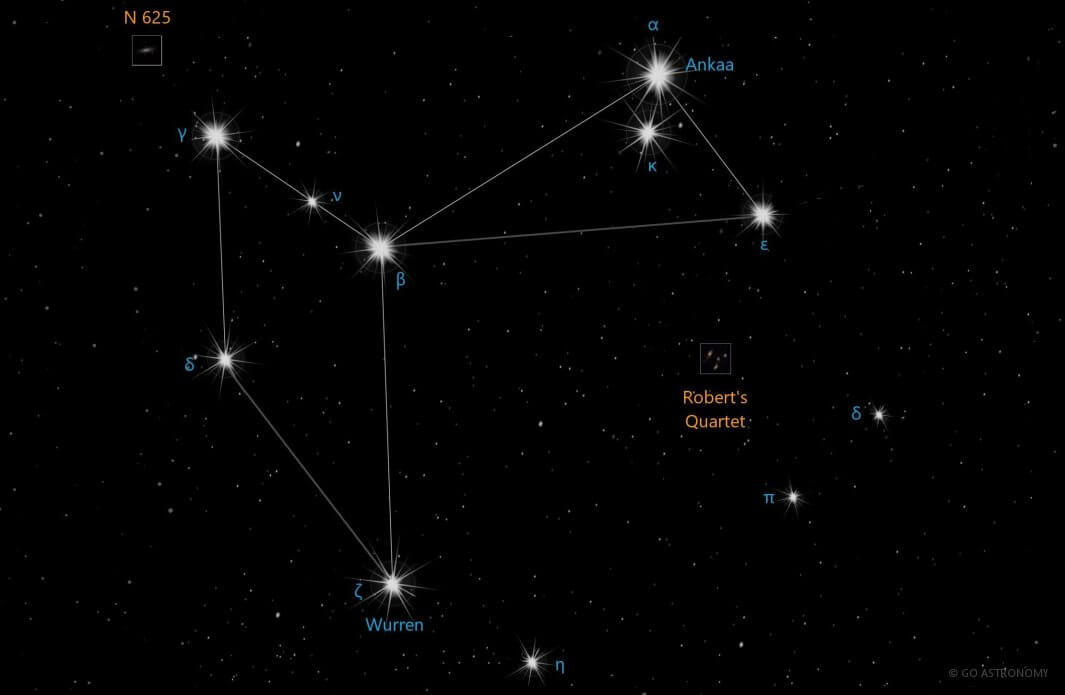 N 625
α
Ankaa
γ
κ
ν
ε
β
δ
Robert's
Quartet
δ
π
ζ
Wurren
η
© GO ASTRONOMY